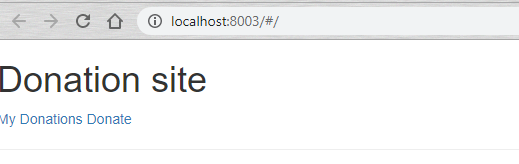 localhost:8003/#/
Donation site
My Donations Donate